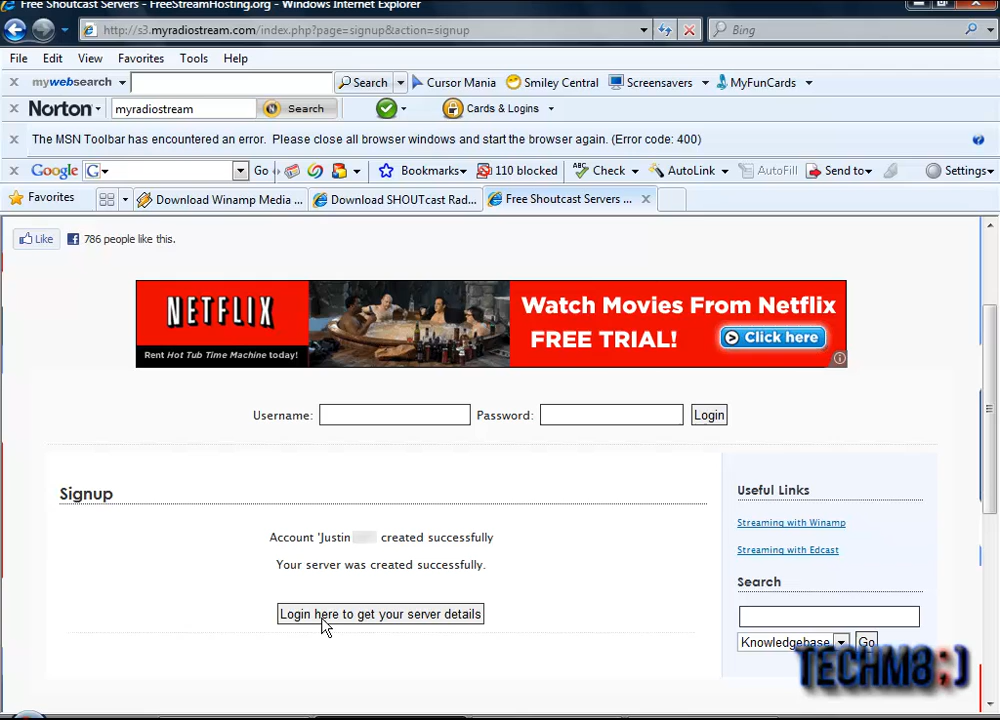 Free Shoutcast Servers - FreeStreamHosting.org - Windows Internet Explorer
http://s3.myradiostream.com/index.php?page=signup&action=signup
Bing
File Edit View Favorites Tools Help
mywebsearch Search Cursor Mania Smiley Central Screensavers MyFunCards
Norton myradiostream Search Cards & Logins
The MSN Toolbar has encountered an error. Please close all browser windows and start the browser again. (Error code: 400)
Google G Go Bookmarks 110 blocked Check AutoLink AutoFill Send to Settings
Favorites Download Winamp Media ... Download SHOUTcast Rad... Free Shoutcast Servers ...
Like 786 people like this.
NETFLIX
Rent Hot Tub Time Machine today!
Watch Movies From Netflix
FREE TRIAL! Click here
Username: Password: Login
Signup
Account 'Justin created successfully
Your server was created successfully.
Login here to get your server details
Useful Links
Streaming with Winamp
Streaming with Edcast
Search
Knowledgebase Go
TECHM8;)